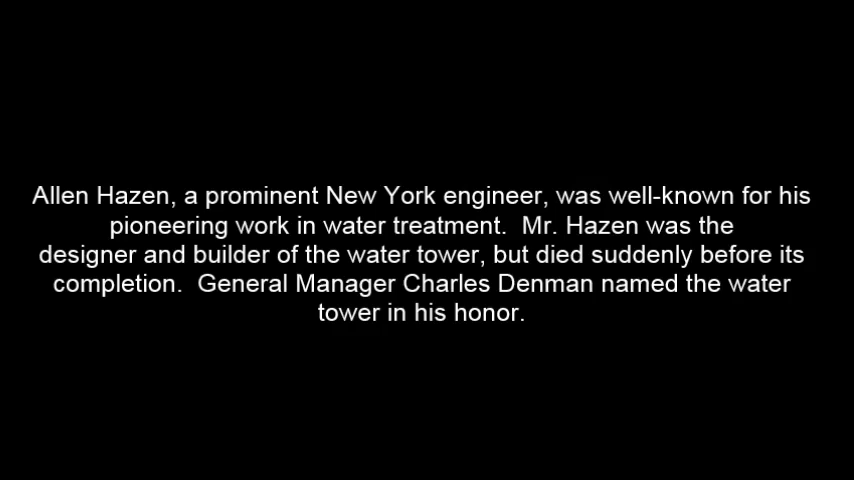 Allen Hazen, a prominent New York engineer, was well-known for his
pioneering work in water treatment.  Mr. Hazen was the
designer and builder of the water tower, but died suddenly before its
completion.  General Manager Charles Denman named the water
tower in his honor.